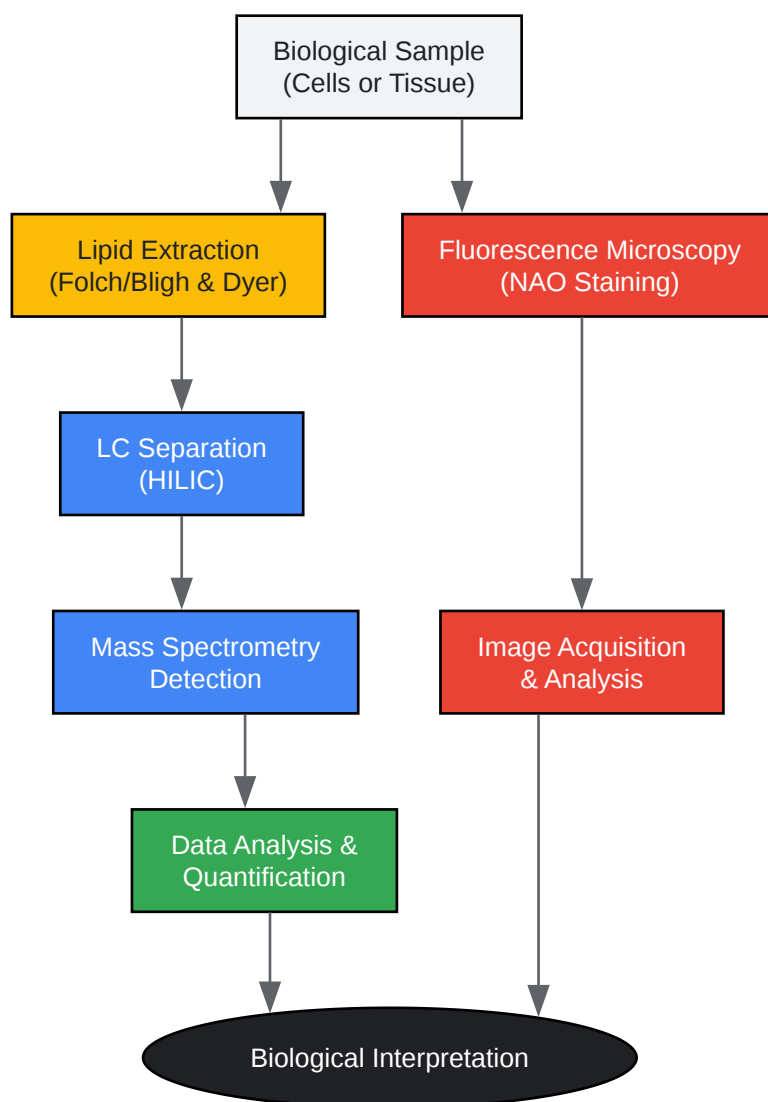 Biological Sample
(Cells or Tissue)
Lipid Extraction
(Folch/Bligh & Dyer)
Fluorescence Microscopy
(NAO Staining)
LC Separation
(HILIC)
Mass Spectrometry
Detection
Image Acquisition
& Analysis
Data Analysis &
Quantification
Biological Interpretation